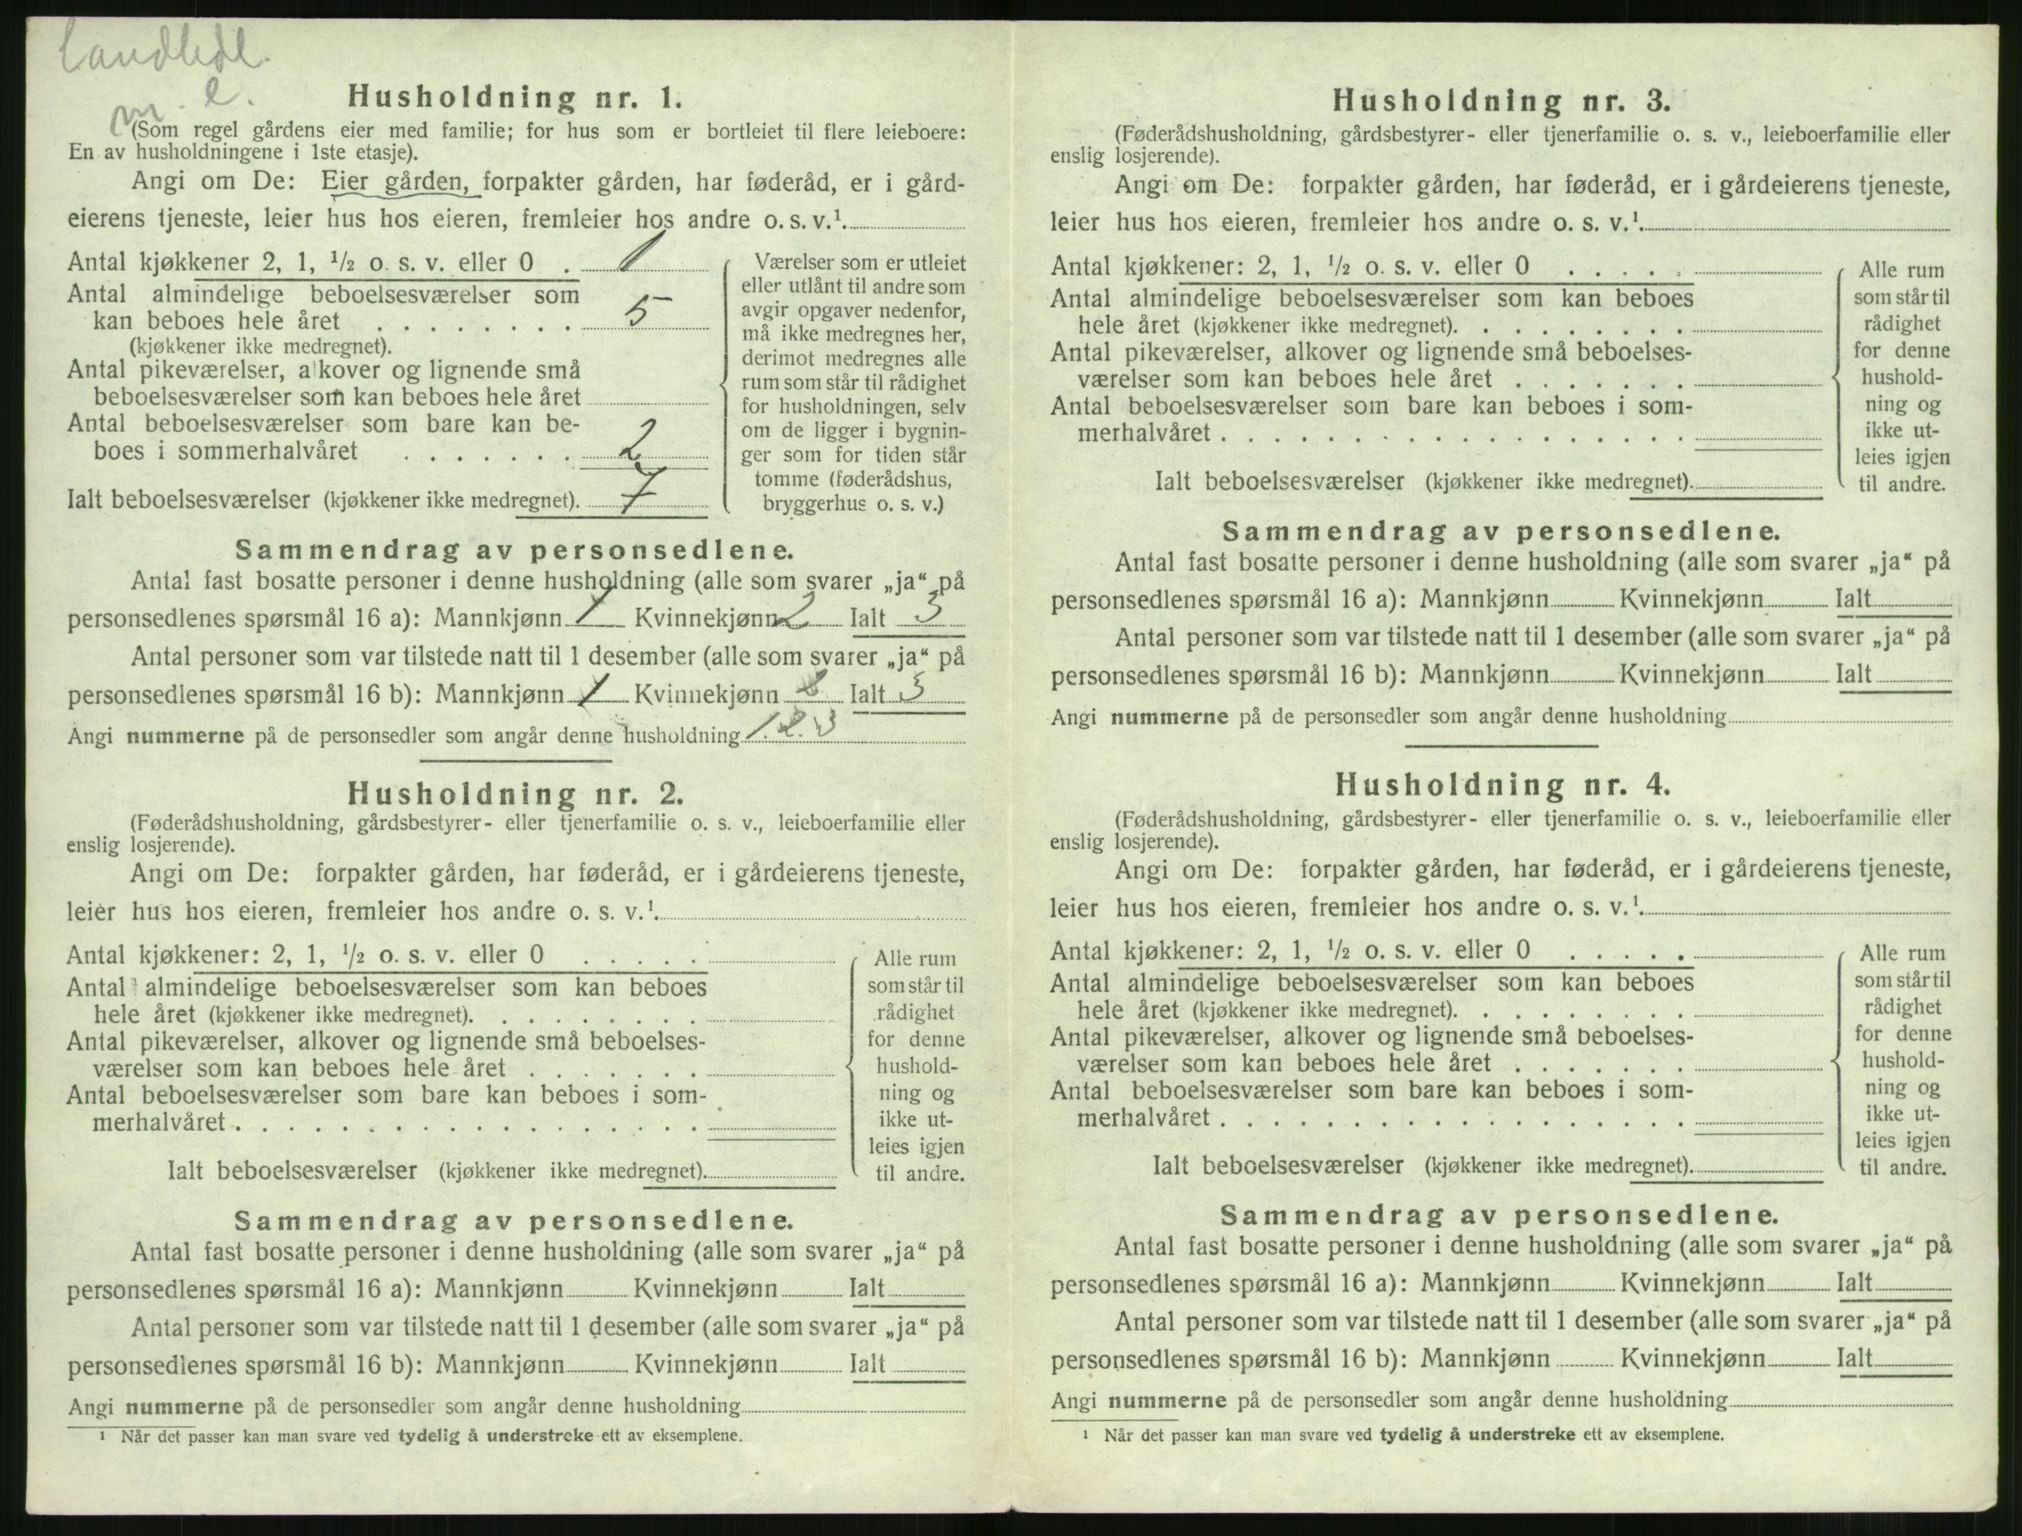 m. e.
Husholdning nr. 1.
(Som regel gårdens eier med familie; for hus som er bortleiet til flere leieboere:
En av husholdningene i 1ste etasje).
Angi om De: Eier gården, forpakter gården, har føderåd, er i gård-
eierens tjeneste, leier hus hos eieren, fremleier hos andre o. s. v.¹
Antal kjøkkener 2, 1, ½ o. s. v. eller 0 . 1
Antal almindelige beboelsesværelser som
kan beboes hele året . . . . . . . . 5
(kjøkkener ikke medregnet).
Antal pikeværelser, alkover og lignende små
beboelsesværelser som kan beboes hele året
Antal beboelsesværelser som bare kan be-
boes i sommerhalvåret . . . . . . . 2
Ialt beboelsesværelser (kjøkkener ikke medregnet). 7
Værelser som er utleiet
eller utlånt til andre som
avgir opgaver nedenfor,
må ikke medregnes her,
derimot medregnes alle
rum som står til rådighet
for husholdningen, selv
om de ligger i bygnin-
ger som for tiden står
tomme (føderådshus,
bryggerhus o. s. v.)
Sammendrag av personsedlene.
Antal fast bosatte personer i denne husholdning (alle som svarer „ja“ på
personsedlenes spørsmål 16 a): Mannkjønn 1 Kvinnekjønn 2 Ialt 3
Antal personer som var tilstede natt til 1 desember (alle som svarer „ja“ på
personsedlenes spørsmål 16 b): Mannkjønn 1 Kvinnekjønn 2 Ialt 3
Angi nummerne på de personsedler som angår denne husholdning 1. 2. 3
Husholdning nr. 2.
(Føderådshusholdning, gårdsbestyrer- eller tjenerfamilie o. s. v., leieboerfamilie eller
enslig losjerende).
Angi om De: forpakter gården, har føderåd, er i gårdeierens tjeneste,
leier hus hos eieren, fremleier hos andre o. s. v.¹
Antal kjøkkener: 2, 1, ½ o. s. v. eller 0 . . . . .
Antal almindelige beboelsesværelser som kan beboes
hele året (kjøkkener ikke medregnet). . . . . . . . .
Antal pikeværelser, alkover og lignende små beboelses-
værelser som kan beboes hele året . . . . . . .
Antal beboelsesværelser som bare kan beboes i som-
merhalvåret . . . . . . . . . . . . . . . . . .
Ialt beboelsesværelser (kjøkkener ikke medregnet).
Alle rum
som står til
rådighet
for denne
hushold-
ning og
ikke ut-
leies igjen
til andre.
Sammendrag av personsedlene.
Antal fast bosatte personer i denne husholdning (alle som svarer „ja“ på
personsedlenes spørsmål 16 a): Mannkjønn Kvinnekjønn Ialt
Antal personer som var tilstede natt til 1 desember (alle som svarer „ja“ på
personsedlenes spørsmål 16 b): Mannkjønn Kvinnekjønn Ialt
Angi nummerne på de personsedler som angår denne husholdning
¹ Når det passer kan man svare ved tydelig å understreke ett av eksemplene.
Husholdning nr. 3.
(Føderådshusholdning, gårdsbestyrer- eller tjenerfamilie o. s. v., leieboerfamilie eller
enslig losjerende).
Angi om De: forpakter gården, har føderåd, er i gårdeierens tjeneste,
leier hus hos eieren, fremleier hos andre o. s. v.¹
Antal kjøkkener: 2, 1, ½ o. s. v. eller 0 . . . . .
Antal almindelige beboelsesværelser som kan beboes
hele året (kjøkkener ikke medregnet). . . . . . . . .
Antal pikeværelser, alkover og lignende små beboelses-
værelser som kan beboes hele året . . . . . . .
Antal beboelsesværelser som bare kan beboes i som-
merhalvåret . . . . . . . . . . . . . . . . . .
Ialt beboelsesværelser (kjøkkener ikke medregnet).
Alle rum
som står til
rådighet
for denne
hushold-
ning og
ikke ut-
leies igjen
til andre.
Sammendrag av personsedlene.
Antal fast bosatte personer i denne husholdning (alle som svarer „ja“ på
personsedlenes spørsmål 16 a): Mannkjønn Kvinnekjønn Ialt
Antal personer som var tilstede natt til 1 desember (alle som svarer „ja“ på
personsedlenes spørsmål 16 b): Mannkjønn Kvinnekjønn Ialt
Angi nummerne på de personsedler som angår denne husholdning
Husholdning nr. 4.
(Føderådshusholdning, gårdsbestyrer- eller tjenerfamilie o. s. v., leieboerfamilie eller
enslig losjerende).
Angi om De: forpakter gården, har føderåd, er i gårdeierens tjeneste,
leier hus hos eieren, fremleier hos andre o. s. v.¹
Antal kjøkkener: 2, 1, ½ o. s. v. eller 0 . . . . .
Antal almindelige beboelsesværelser som kan beboes
hele året (kjøkkener ikke medregnet). . . . . . . . .
Antal pikeværelser, alkover og lignende små beboelses-
værelser som kan beboes hele året . . . . . . .
Antal beboelsesværelser som bare kan beboes i som-
merhalvåret . . . . . . . . . . . . . . . . . .
Ialt beboelsesværelser (kjøkkener ikke medregnet).
Alle rum
som står til
rådighet
for denne
hushold-
ning og
ikke ut-
leies igjen
til andre.
Sammendrag av personsedlene.
Antal fast bosatte personer i denne husholdning (alle som svarer „ja“ på
personsedlenes spørsmål 16 a): Mannkjønn Kvinnekjønn Ialt
Antal personer som var tilstede natt til 1 desember (alle som svarer „ja“ på
personsedlenes spørsmål 16 b): Mannkjønn Kvinnekjønn Ialt
Angi nummerne på de personsedler som angår denne husholdning
¹ Når det passer kan man svare ved tydelig å understreke ett av eksemplene.